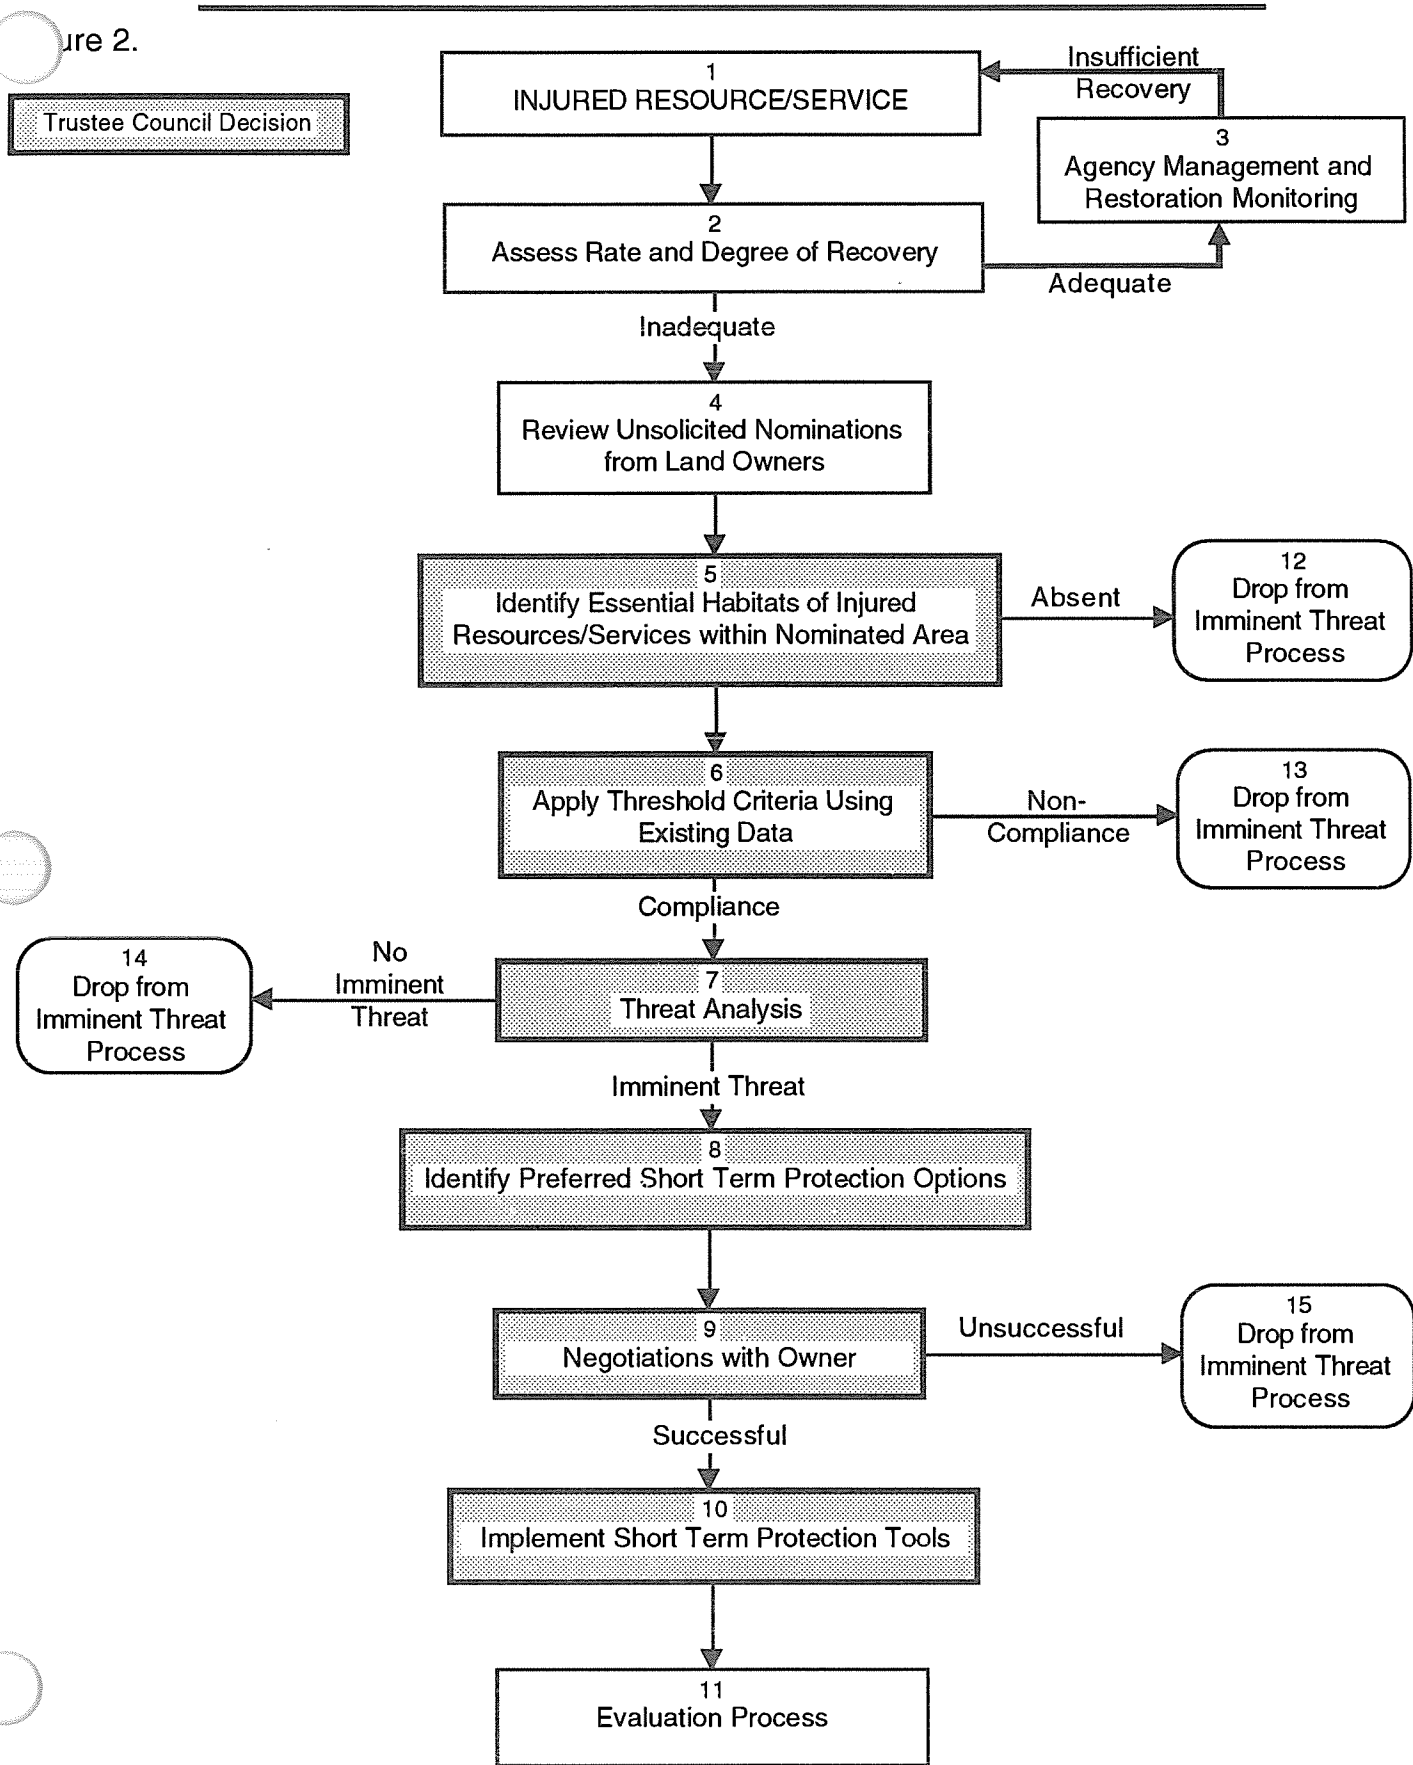 ure 2.
Trustee Council Decision
1
INJURED RESOURCE/SERVICE
Insufficient
Recovery
3
Agency Management and
Restoration Monitoring
2
Assess Rate and Degree of Recovery
Adequate
Inadequate
4
Review Unsolicited Nominations
from Land Owners
5
Identify Essential Habitats of Injured
Resources/Services within Nominated Area
Absent
12
Drop from
Imminent Threat
Process
6
Apply Threshold Criteria Using
Existing Data
Non-
Compliance
13
Drop from
Imminent Threat
Process
Compliance
14
Drop from
Imminent Threat
Process
No
Imminent
Threat
7
Threat Analysis
Imminent Threat
8
Identify Preferred Short Term Protection Options
9
Negotiations with Owner
Unsuccessful
15
Drop from
Imminent Threat
Process
Successful
10
Implement Short Term Protection Tools
11
Evaluation Process